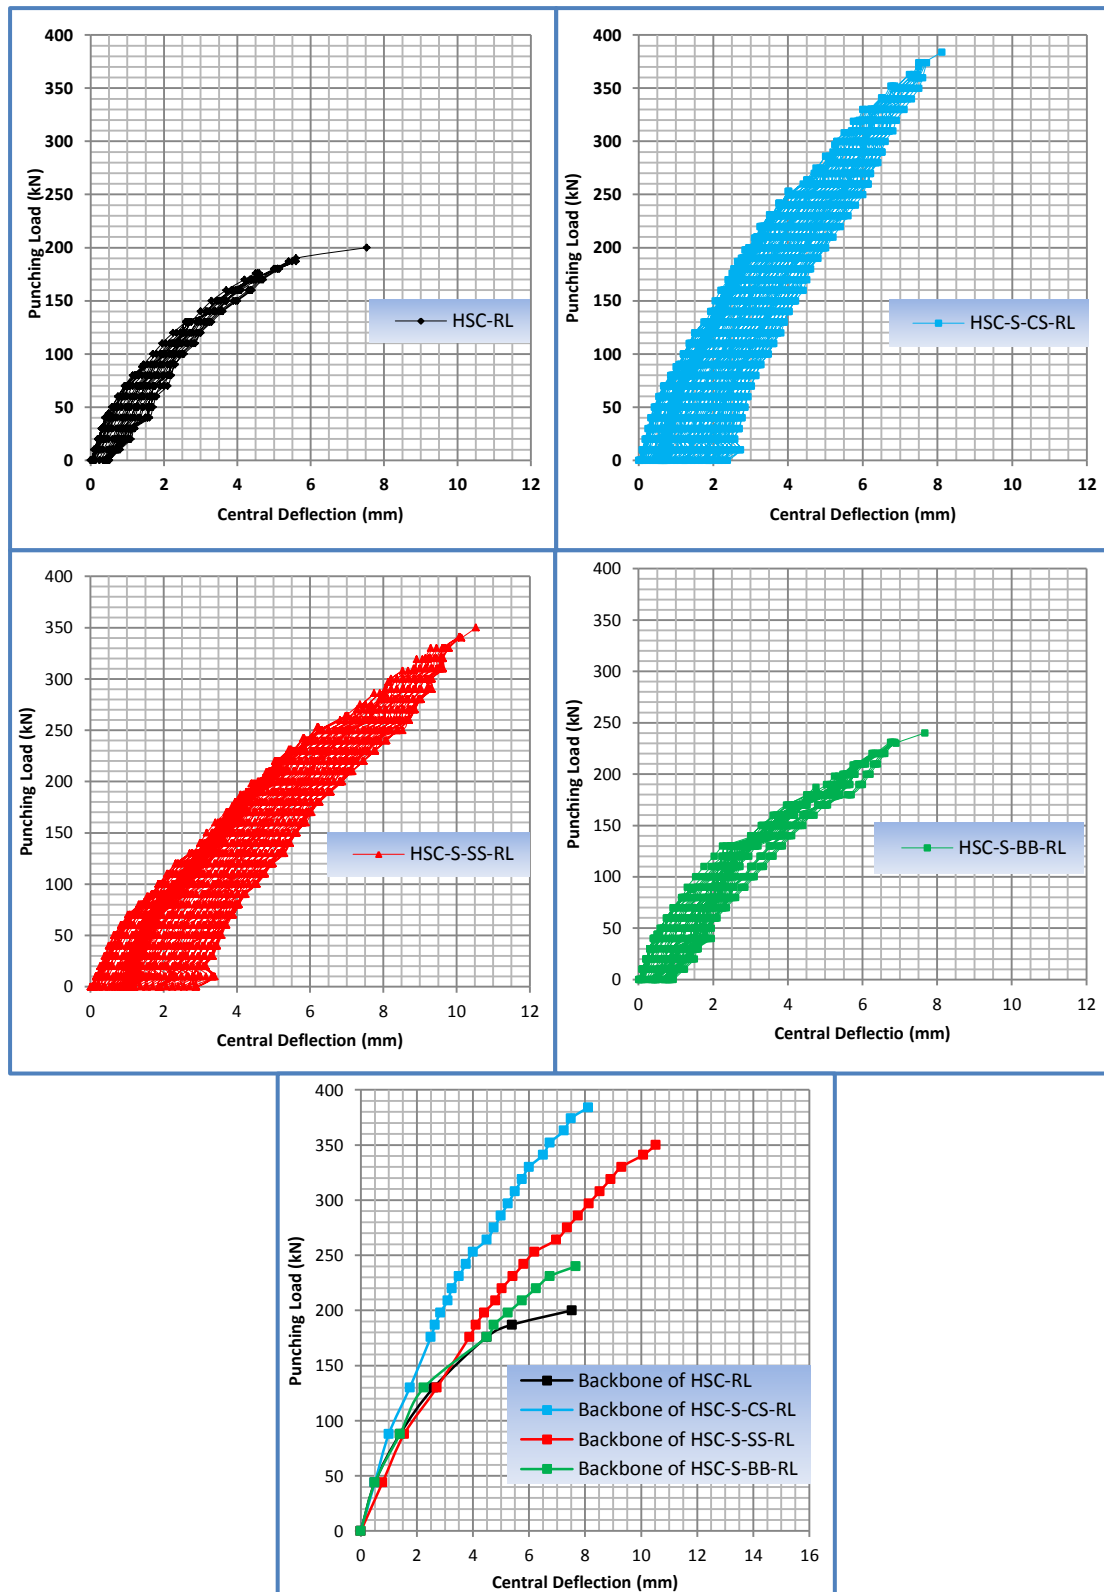 400
350
300
250
200
150
100
50
0
Punching Load (kN)
HSC-RL
0 2 4 6 8 10 12
Central Deflection (mm)
400
350
300
250
200
150
100
50
0
Punching Load (kN)
HSC-S-CS-RL
0 2 4 6 8 10 12
Central Deflection (mm)
400
350
300
250
200
150
100
50
0
Punching Load (kN)
HSC-S-SS-RL
0 2 4 6 8 10 12
Central Deflection (mm)
400
350
300
250
200
150
100
50
0
Punching Load (kN)
HSC-S-BB-RL
0 2 4 6 8 10 12
Central Deflectio (mm)
400
350
300
250
200
150
100
50
0
Punching Load (kN)
Backbone of HSC-RL
Backbone of HSC-S-CS-RL
Backbone of HSC-S-SS-RL
Backbone of HSC-S-BB-RL
0 2 4 6 8 10 12 14 16
Central Deflection (mm)